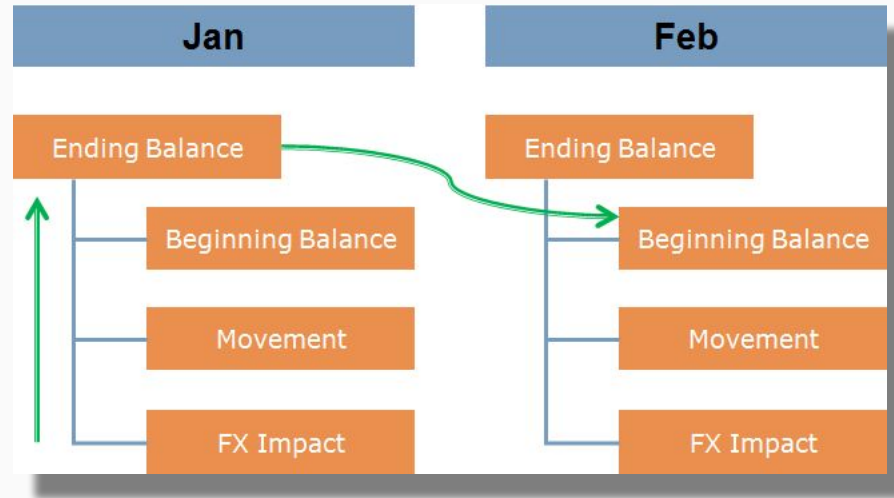 Jan
Ending Balance
Beginning Balance
Movement
FX Impact
Feb
Ending Balance
Beginning Balance
Movement
FX Impact